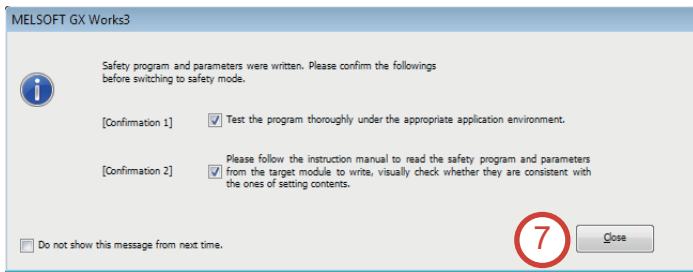 MELSOFT GX Works3
Safety program and parameters were written. Please confirm the followings
before switching to safety mode.
[Confirmation 1] Test the program thoroughly under the appropriate application environment.
[Confirmation 2] Please follow the instruction manual to read the safety program and parameters
from the target module to write, visually check whether they are consistent with
the ones of setting contents.
7
Close
Do not show this message from next time.